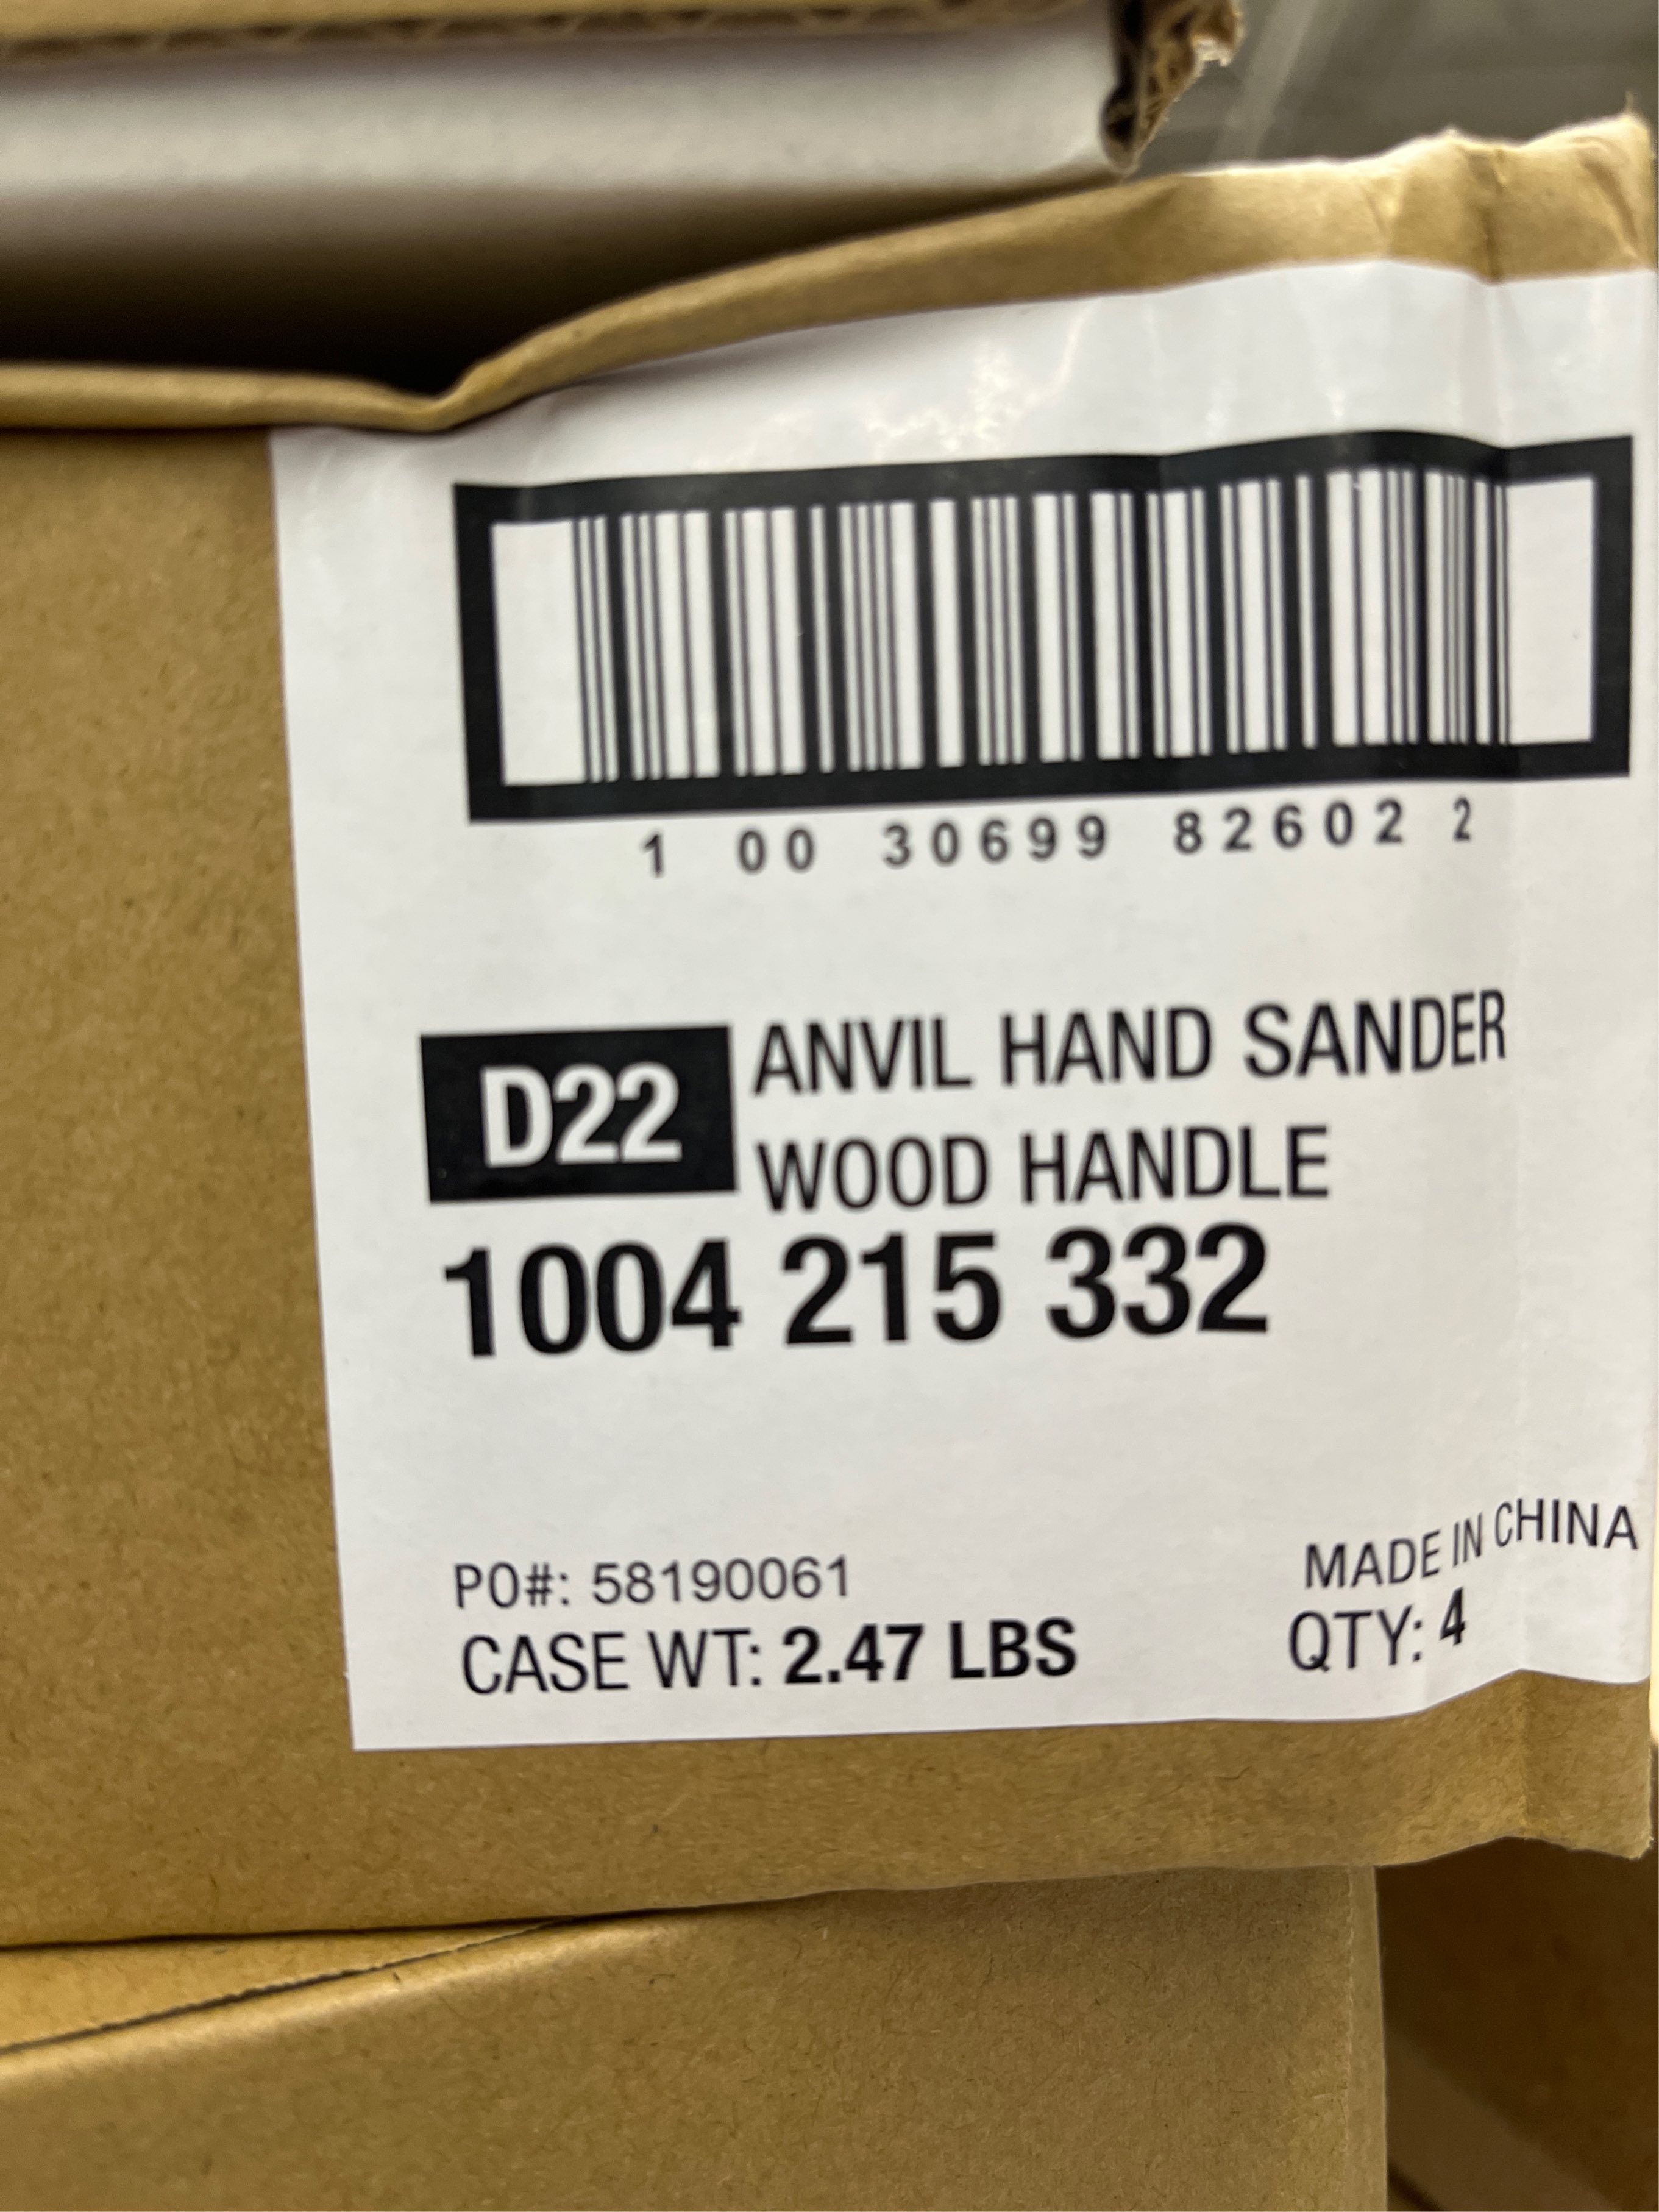 1 00 30699 82602 2
D22 ANVIL HAND SANDER
WOOD HANDLE
1004 215 332
MADE IN CHINA
PO#: 58190061
CASE WT: 2.47 LBS QTY: 4